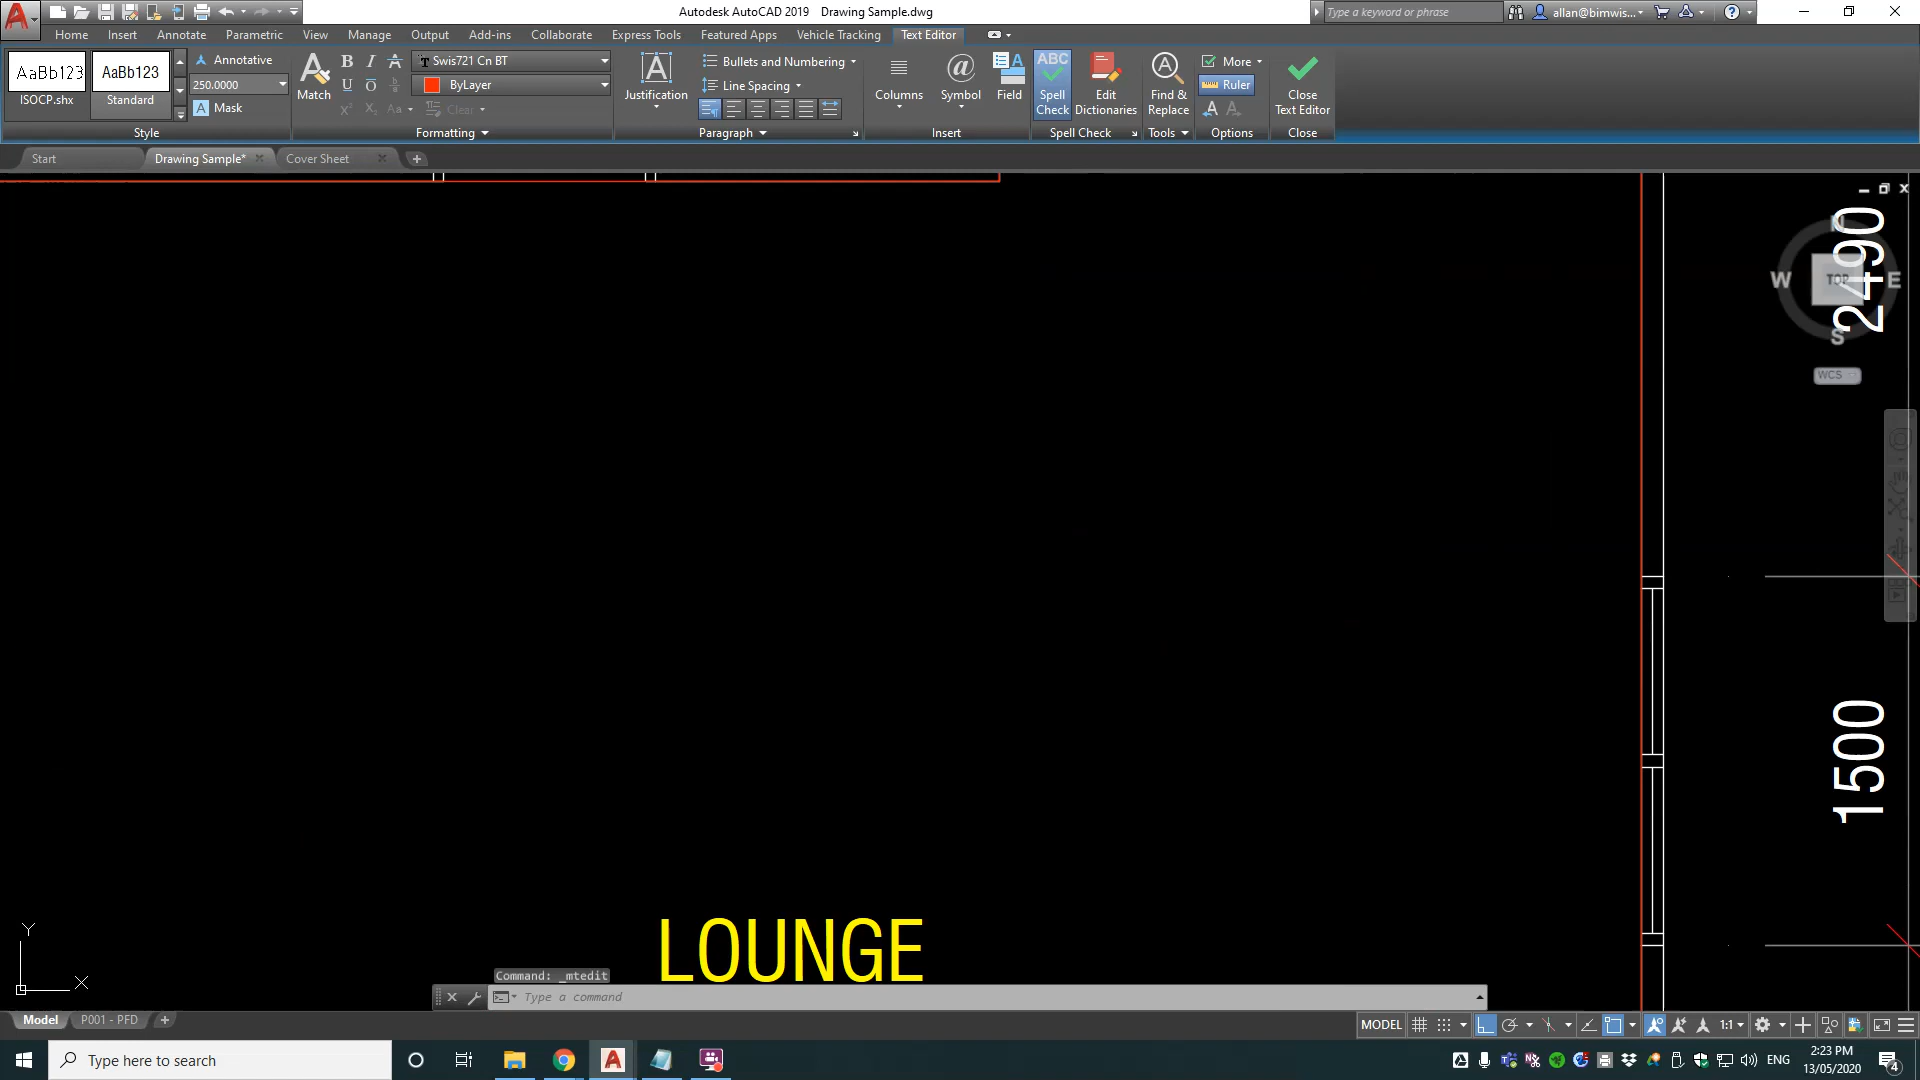 Autodesk AutoCAD 2019 Drawing Sample.dwg
Type a keyword or phrase
allan@bimwis...
Home Insert Annotate Parametric View Manage Output Add-ins Collaborate Express Tools Featured Apps Vehicle Tracking Text Editor
AaBb123 AaBb123
ISOCP.shx Standard
Annotative
250.0000
Mask
Style
Match
B I A
U O
Swis721 Cn BT
ByLayer
Aa
Clear
Formatting
Justification
Bullets and Numbering
Line Spacing
Paragraph
Columns
Symbol
Field
Insert
ABC
Spell Check
Edit Dictionaries
Spell Check
Find & Replace
Tools
More
Ruler
Options
Close Text Editor
Close
Start Drawing Sample* Cover Sheet
2490
N
W TOP E
S
WCS
1500
LOUNGE
Y
X
Command: _mtedit
Type a command
Model P001 - PFD
MODEL 1:1
Type here to search
ENG
2:23 PM
13/05/2020
4